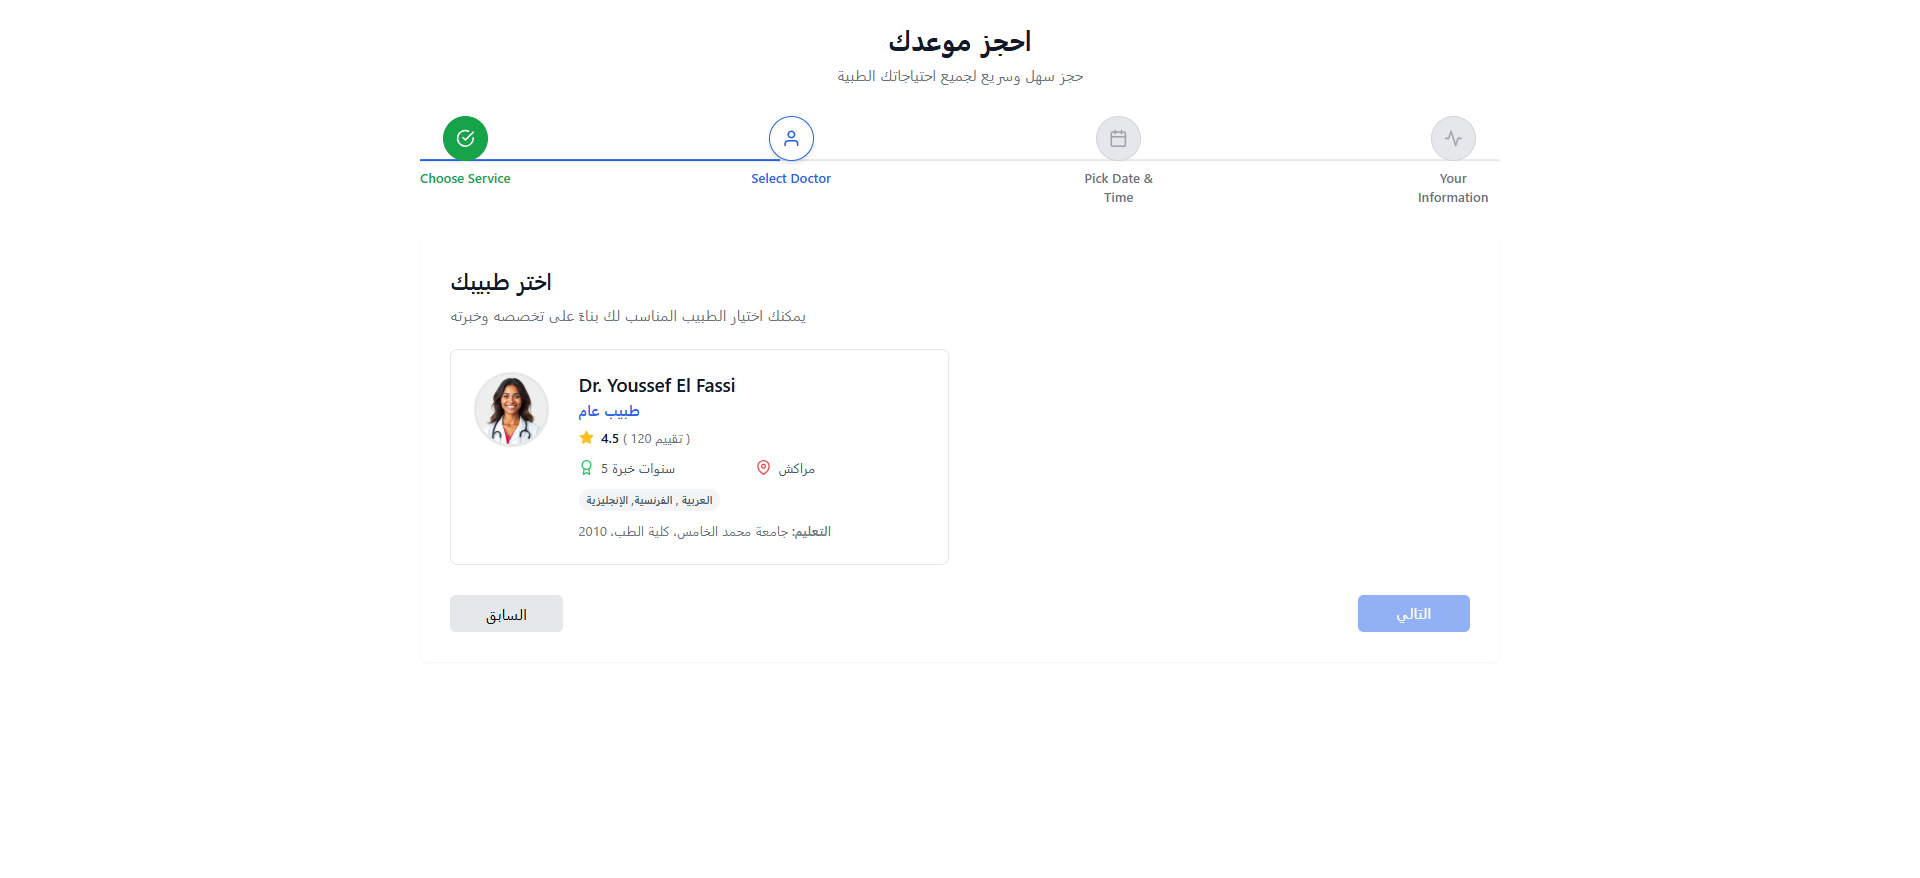 احجز موعدك
حجز سهل وسريع لجميع احتياجاتك الطبية
Choose Service
Select Doctor
Pick Date &
Time
Your
Information
اختر طبيبك
يمكنك اختيار الطبيب المناسب لك بناءً على تخصصه وخبرته
Dr. Youssef El Fassi
طبيب عام
4.5 ( 120 تقييم )
5 سنوات خبرة
مراكش
العربية , الفرنسية, الإنجليزية
التعليم: جامعة محمد الخامس، كلية الطب، 2010
السابق
التالي